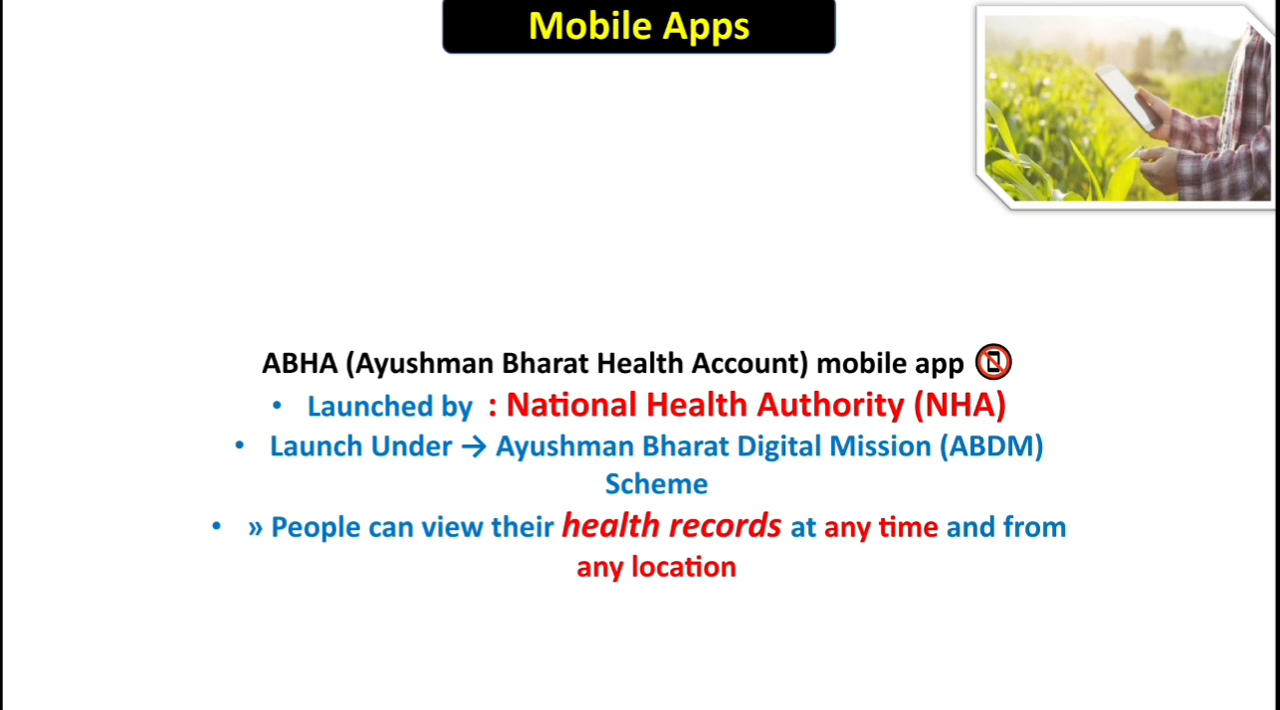 Mobile Apps
ABHA (Ayushman Bharat Health Account) mobile app 📵
• Launched by : National Health Authority (NHA)
• Launch Under → Ayushman Bharat Digital Mission (ABDM)
Scheme
• » People can view their health records at any time and from
any location